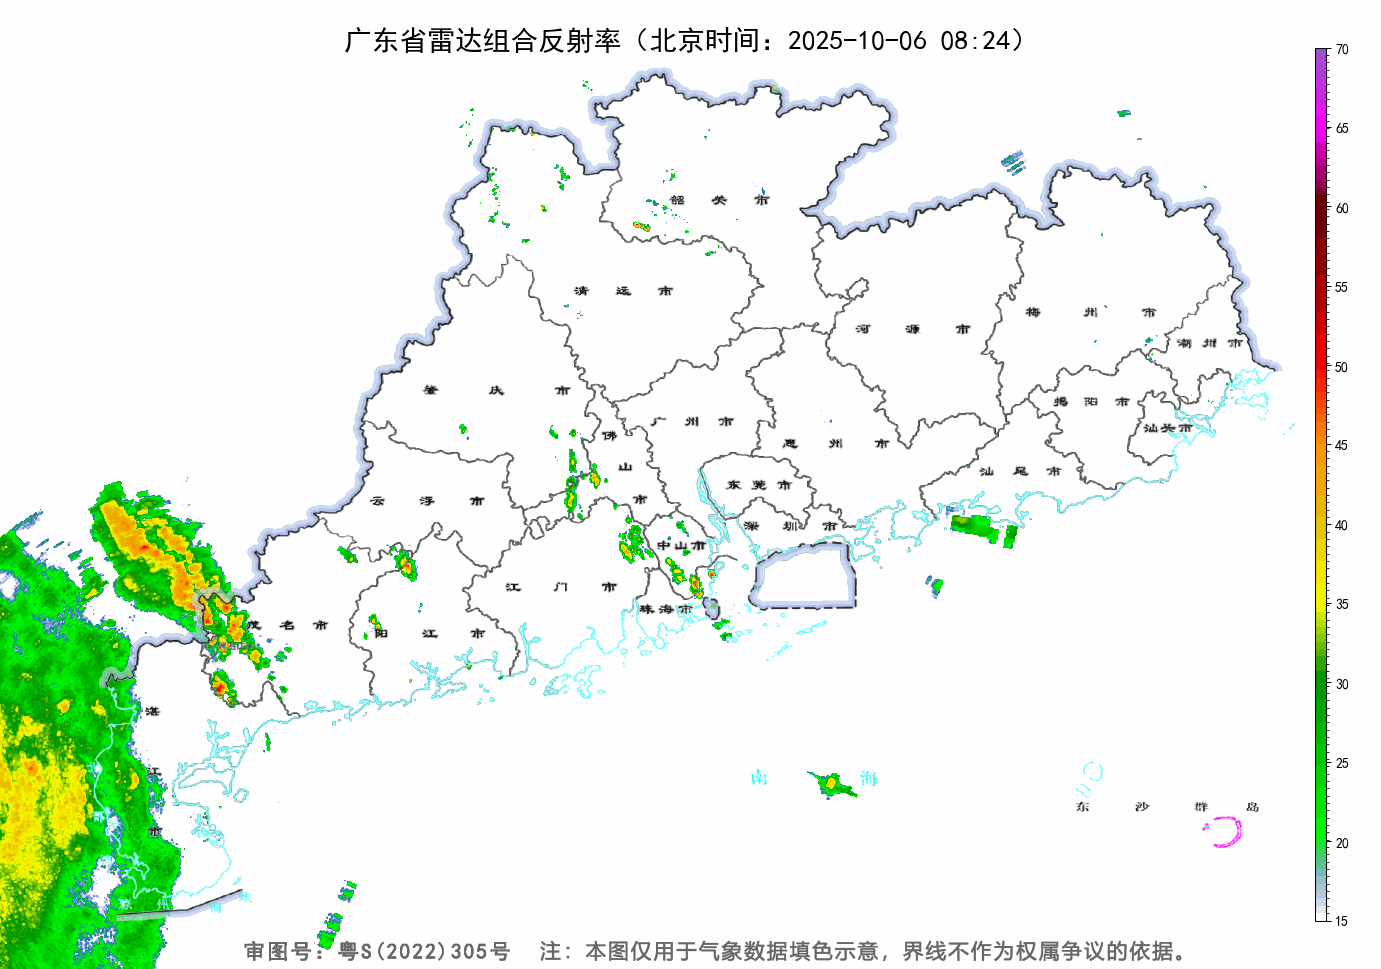 广东省雷达组合反射率（北京时间：2025-10-06 08:24）
70
65
60
55
50
45
40
35
30
25
20
15
韶关市
清远市
河源市
梅州市
潮州市
肇庆市
广州市
佛山市
惠州市
揭阳市
汕头市
汕尾市
云浮市
东莞市
深圳市
中山市
江门市
珠海市
茂名市
阳江市
湛江市
南海
东沙群岛
琼州海峡
审图号：粤S(2022)305号 注：本图仅用于气象数据填色示意，界线不作为权属争议的依据。